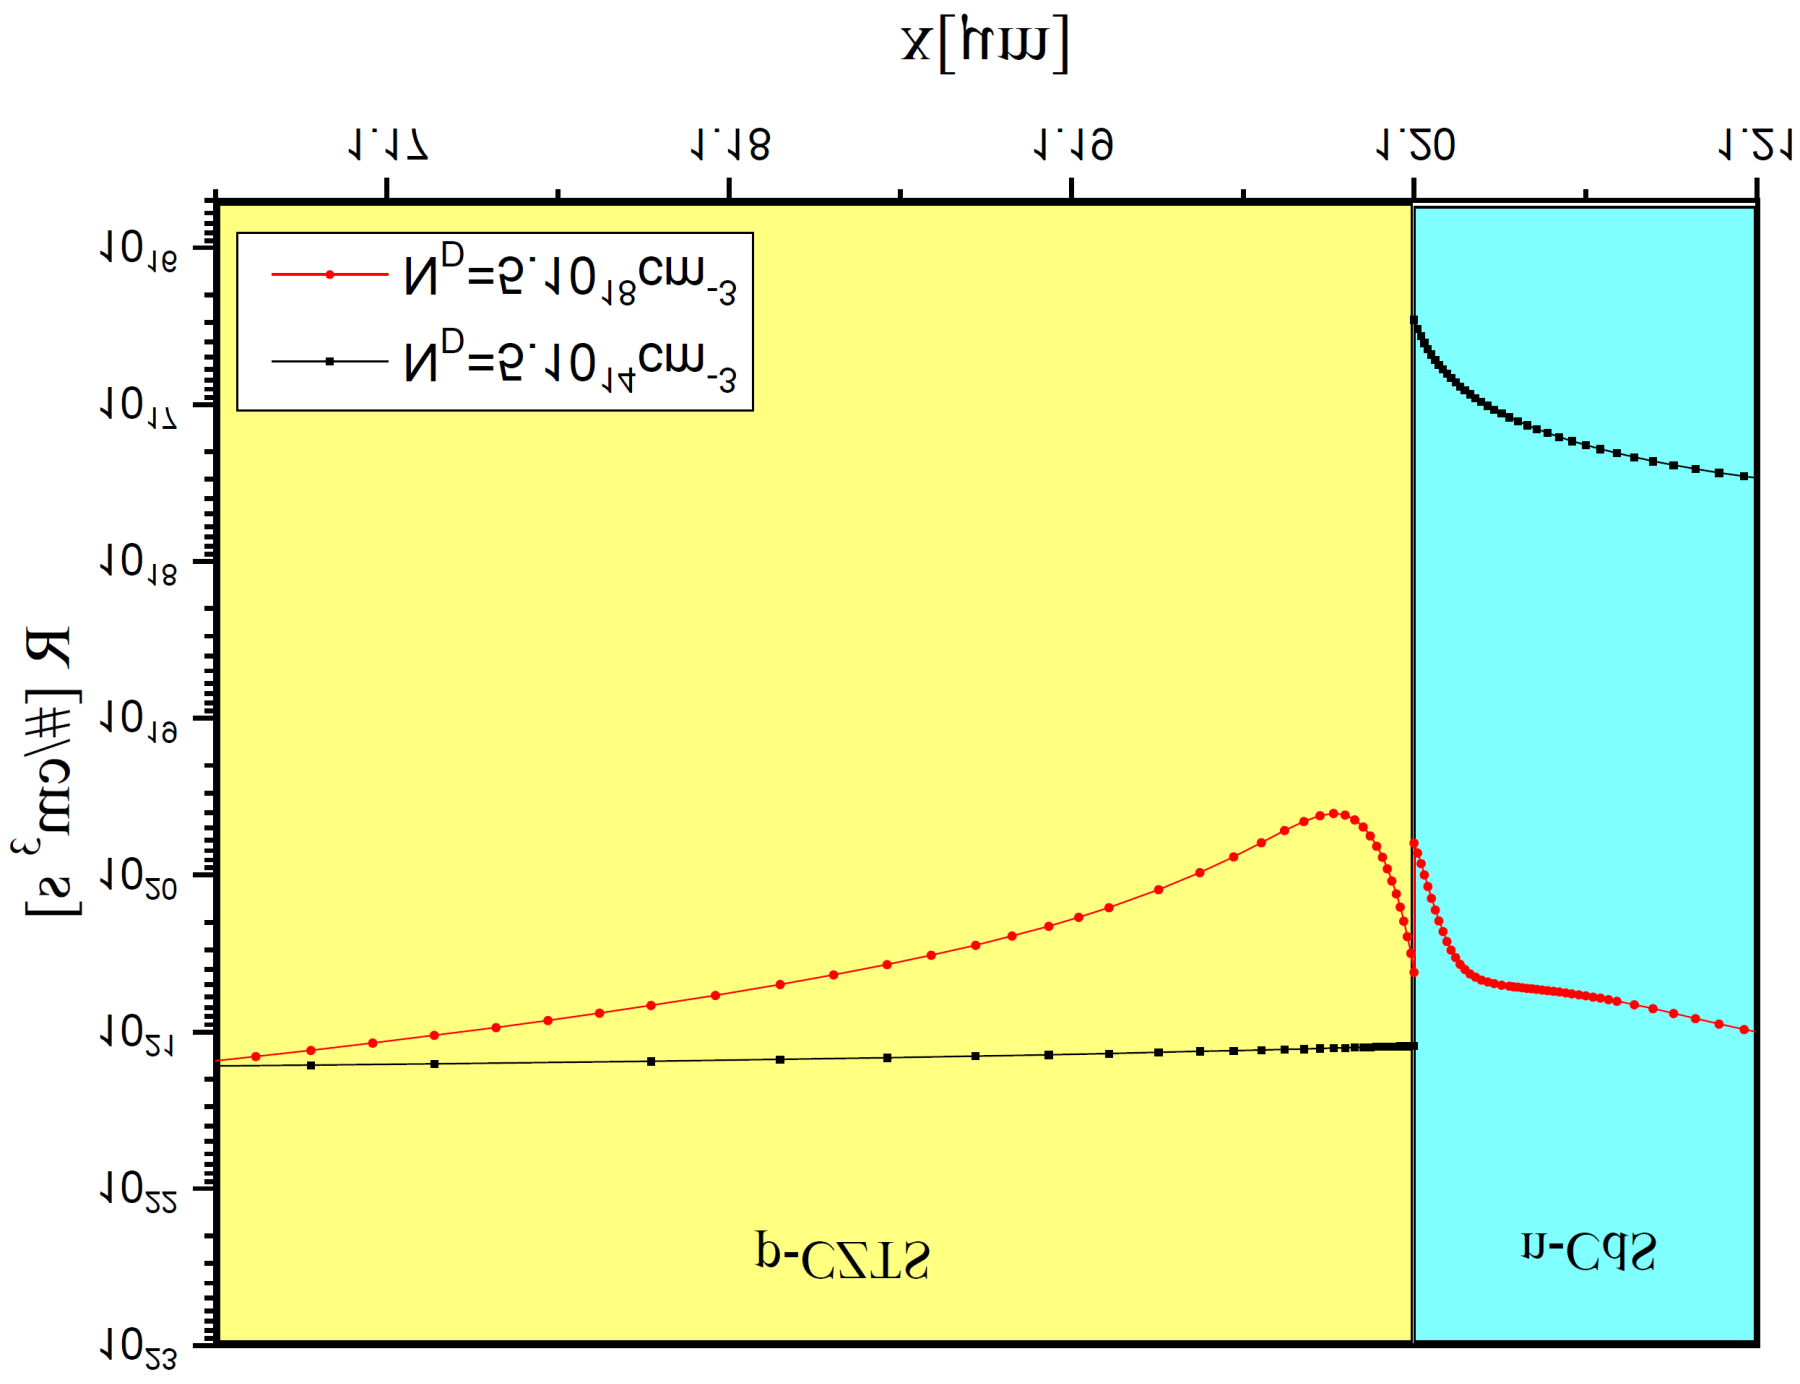 x[µm]
1.17 1.18 1.19 1.20 1.21
10^16
10^17
10^18
10^19
10^20
10^21
10^22
10^23
R [#/cm^3 s]
N_D=5.10^18cm^-3
N_D=5.10^14cm^-3
p-CZTS
n-CdS